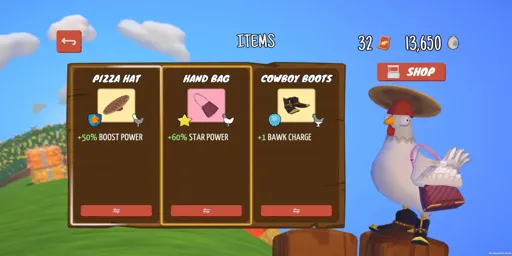 ITEMS
32
13,650
SHOP
PIZZA HAT
+50% BOOST POWER
HAND BAG
+60% STAR POWER
COWBOY BOOTS
+1 BAWK CHARGE